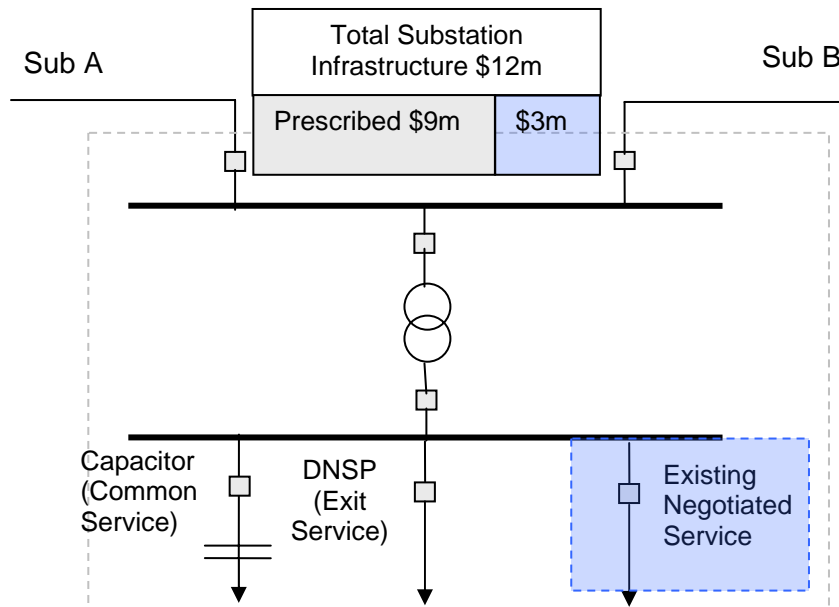 Total Substation
Infrastructure $12m
Sub A
Sub B
Prescribed $9m
$3m
Capacitor
(Common
Service)
DNSP
(Exit
Service)
Existing
Negotiated
Service